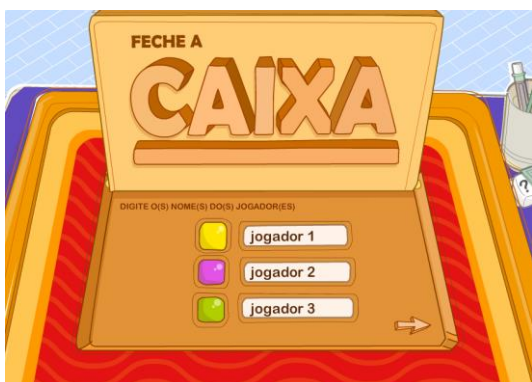 FECHE A
CAIXA
DIGITE O(S) NOME(S) DO(S) JOGADOR(ES)
jogador 1
jogador 2
jogador 3
?